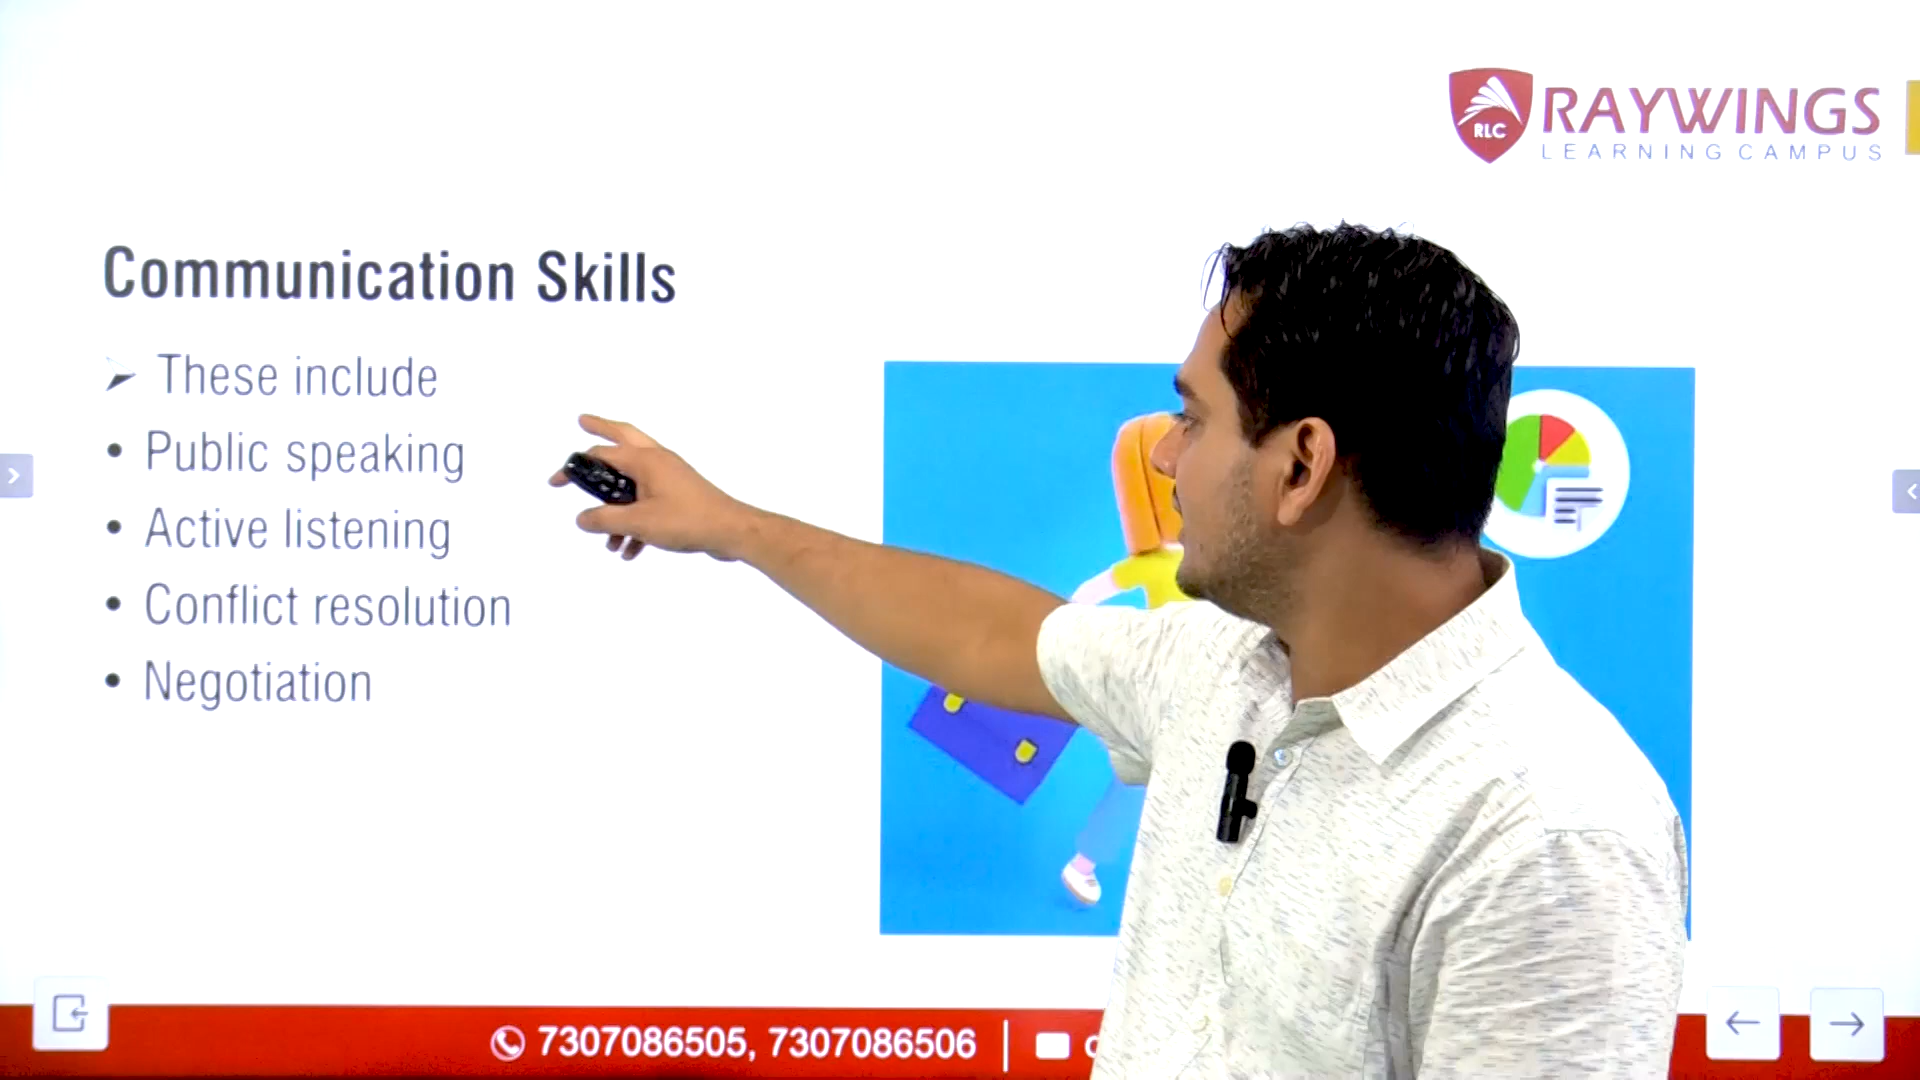 RLC
RAYWINGS
LEARNING CAMPUS
Communication Skills
These include
Public speaking
Active listening
Conflict resolution
Negotiation
7307086505, 7307086506